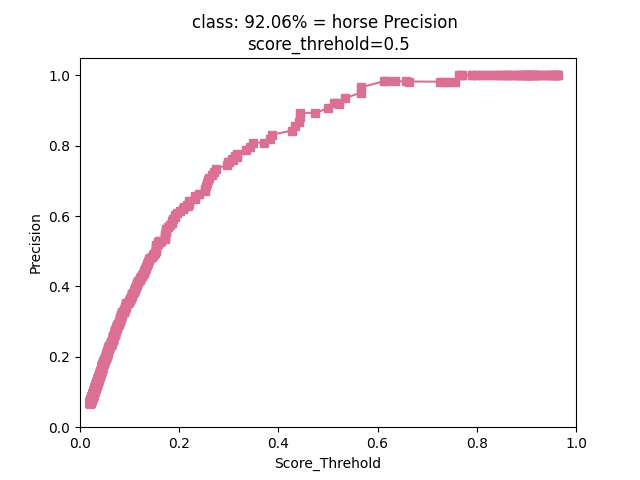 class: 92.06% = horse Precision
score_threhold=0.5
1.0
0.8
0.6
0.4
0.2
0.0
Precision
0.0 0.2 0.4 0.6 0.8 1.0
Score_Threhold